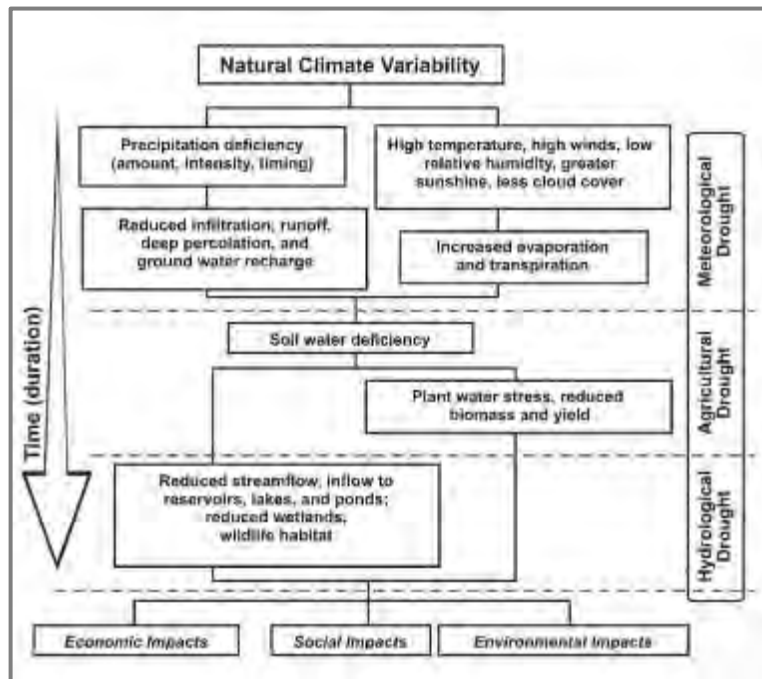 Natural Climate Variability
Precipitation deficiency
(amount, intensity, timing)
High temperature, high winds, low
relative humidity, greater
sunshine, less cloud cover
Reduced infiltration, runoff,
deep percolation, and
ground water recharge
Increased evaporation
and transpiration
Meteorological
Drought
Soil water deficiency
Plant water stress, reduced
biomass and yield
Agricultural
Drought
Time (duration)
Reduced streamflow, inflow to
reservoirs, lakes, and ponds;
reduced wetlands,
wildlife habitat
Hydrological
Drought
Economic Impacts
Social Impacts
Environmental Impacts